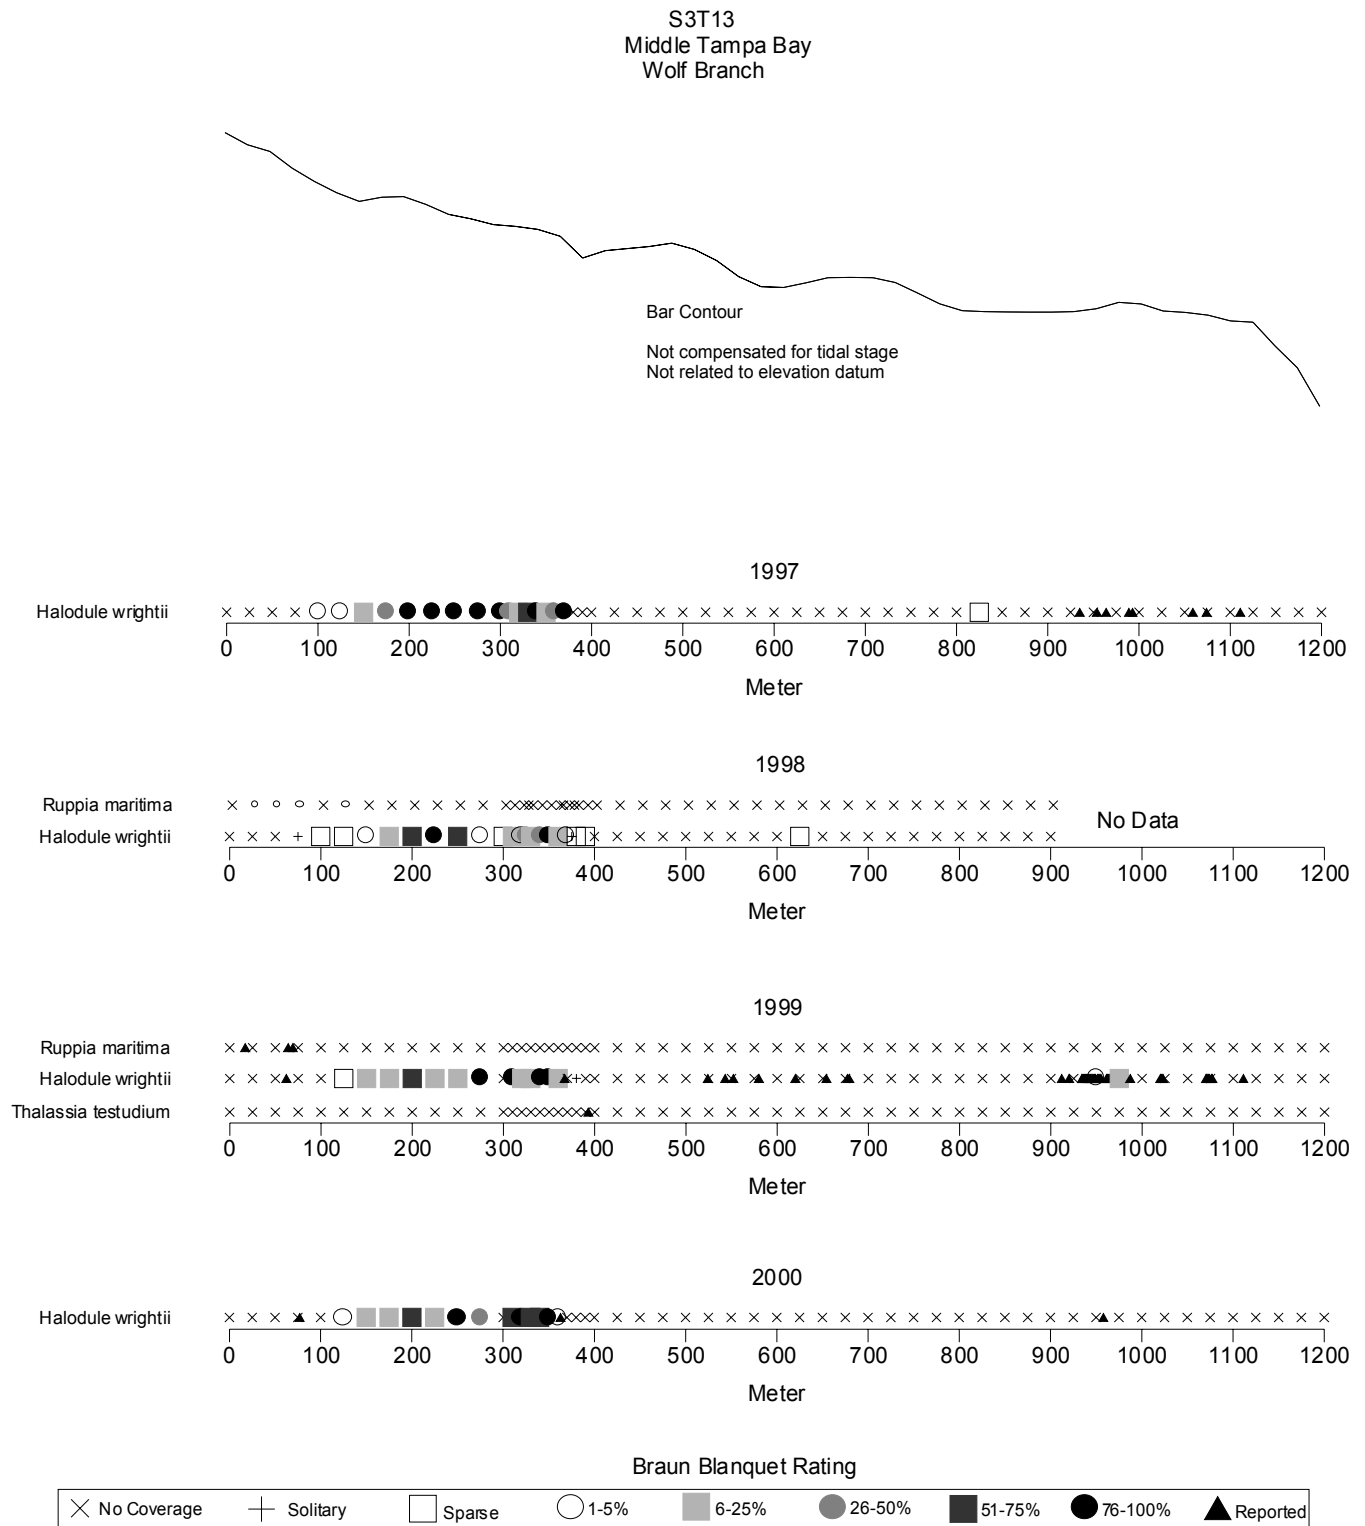 S3T13
Middle Tampa Bay
Wolf Branch
Bar Contour
Not compensated for tidal stage
Not related to elevation datum
1997
Halodule wrightii
0 100 200 300 400 500 600 700 800 900 1000 1100 1200
Meter
1998
Ruppia maritima
Halodule wrightii
No Data
0 100 200 300 400 500 600 700 800 900 1000 1100 1200
Meter
1999
Ruppia maritima
Halodule wrightii
Thalassia testudium
0 100 200 300 400 500 600 700 800 900 1000 1100 1200
Meter
2000
Halodule wrightii
0 100 200 300 400 500 600 700 800 900 1000 1100 1200
Meter
Braun Blanquet Rating
No Coverage Solitary Sparse 1-5% 6-25% 26-50% 51-75% 76-100% Reported